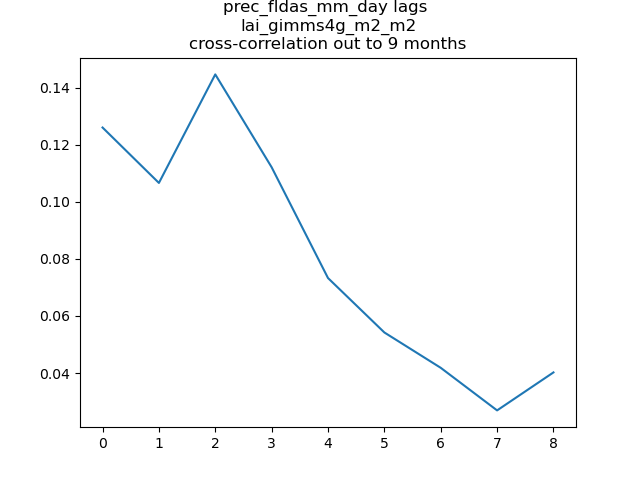 prec_fldas_mm_day lags
lai_gimms4g_m2_m2
cross-correlation out to 9 months
0.14
0.12
0.10
0.08
0.06
0.04
0 1 2 3 4 5 6 7 8